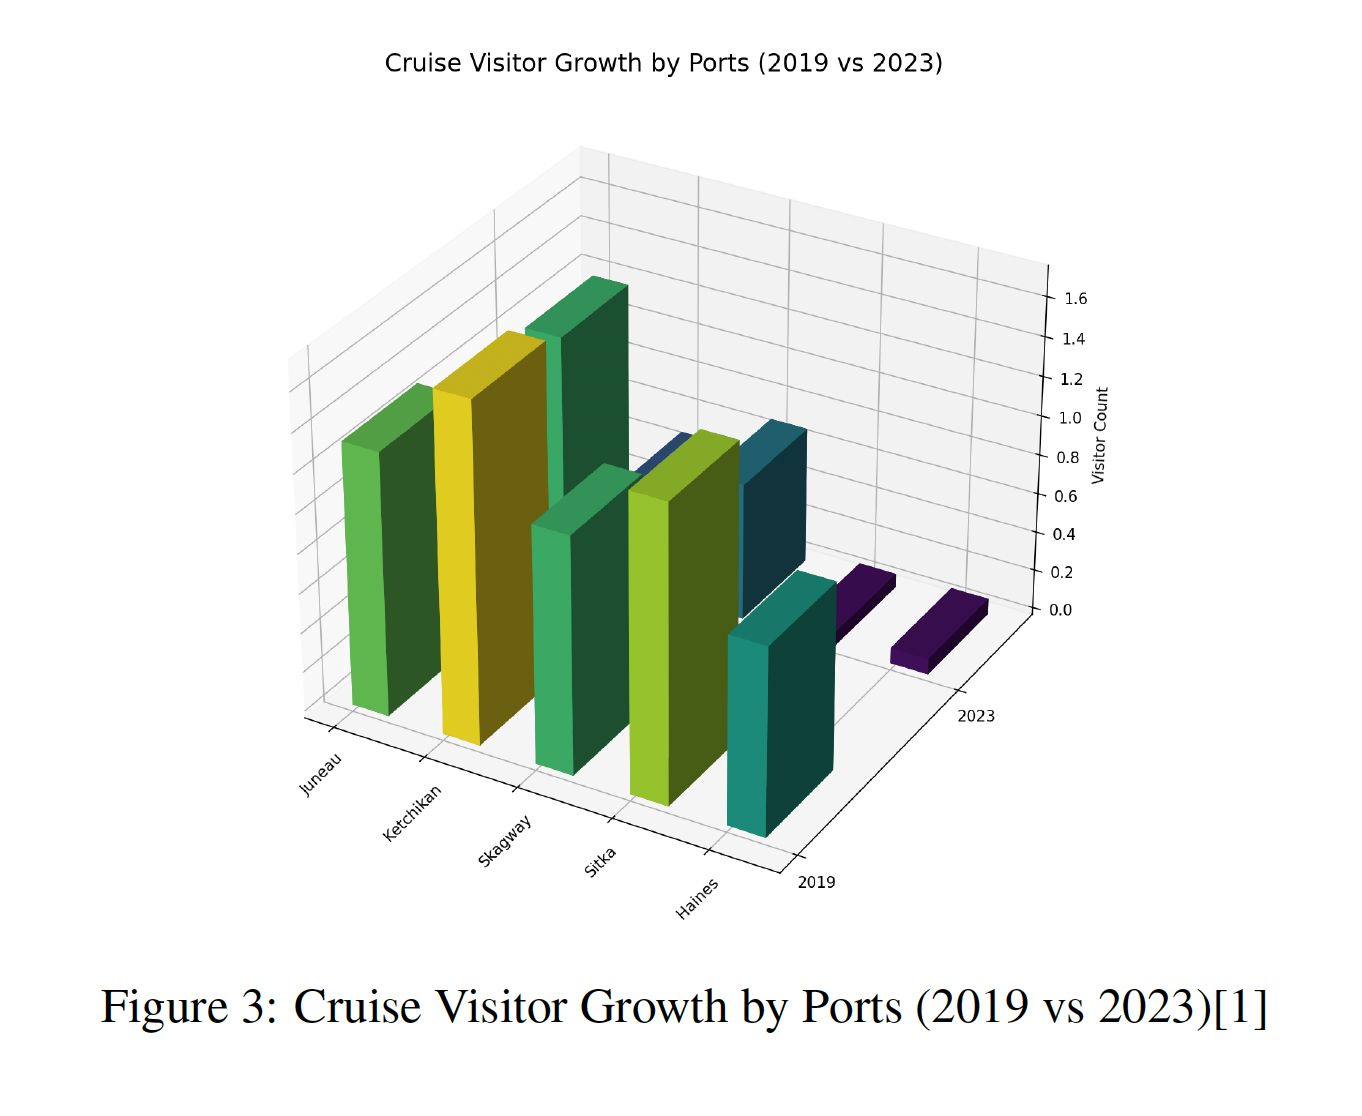 Cruise Visitor Growth by Ports (2019 vs 2023)
1.6
1.4
1.2
1.0
0.8
0.6
0.4
0.2
0.0
Visitor Count
2023
2019
Juneau
Ketchikan
Skagway
Sitka
Haines
Figure 3: Cruise Visitor Growth by Ports (2019 vs 2023)[1]